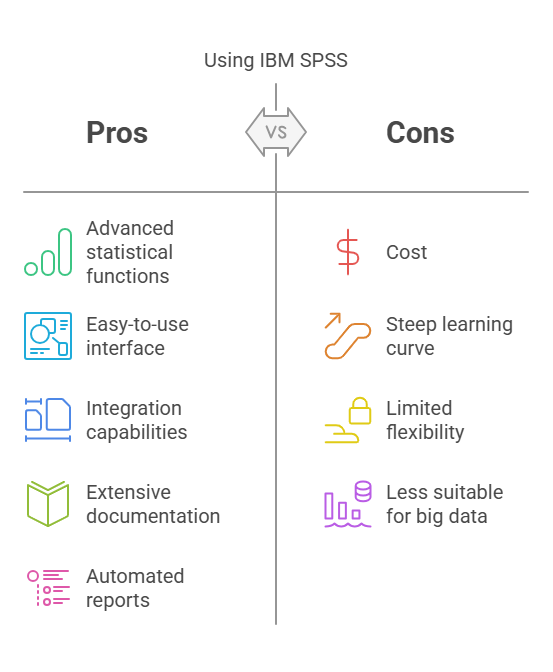 Using IBM SPSS
Pros
VS
Cons
Advanced
statistical
functions
Easy-to-use
interface
Integration
capabilities
Extensive
documentation
Automated
reports
Cost
Steep learning
curve
Limited
flexibility
Less suitable
for big data